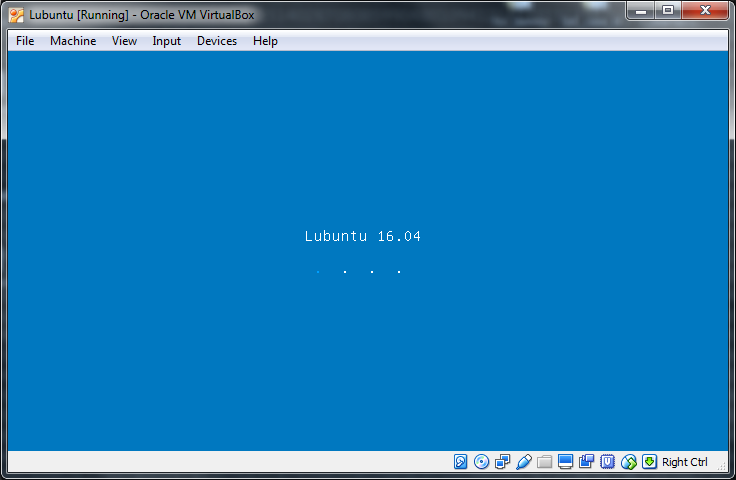 Lubuntu [Running] - Oracle VM VirtualBox
File Machine View Input Devices Help
Lubuntu 16.04
. . . .
Right Ctrl